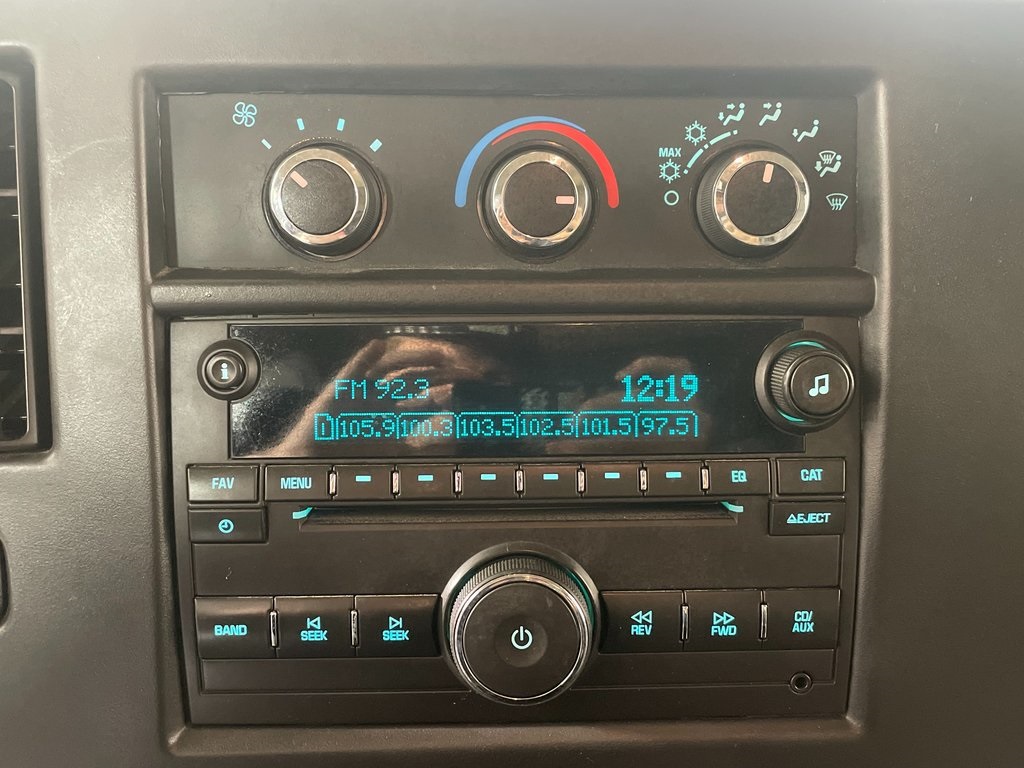 MAX
i
FM 92.3 12:19
1 105.9 100.3 103.5 102.5 101.5 97.5
FAV MENU EQ CAT
EJECT
BAND SEEK SEEK REV FWD CD/
AUX